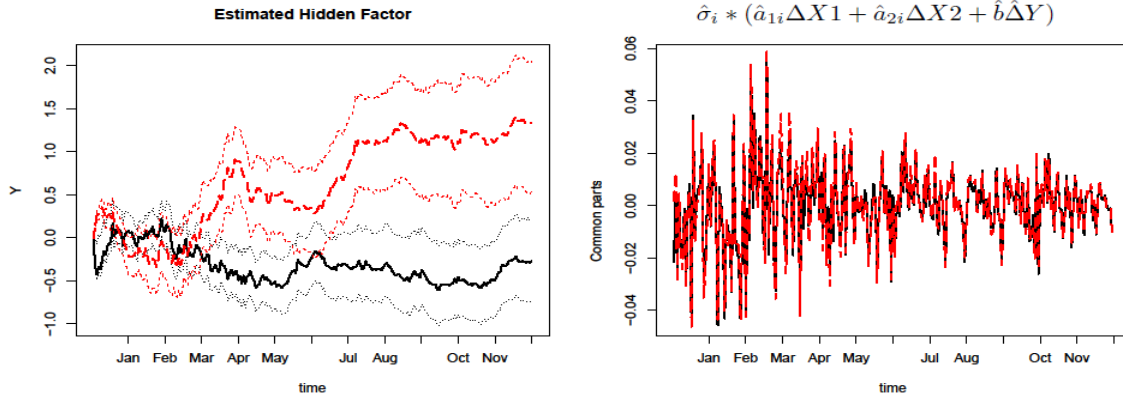 Estimated Hidden Factor
Y
2.0
1.5
1.0
0.5
0.0
−0.5
−1.0
Jan Feb Mar Apr May Jul Aug Oct Nov
time
σ̂ᵢ ∗ (â₁ᵢΔX1 + â₂ᵢΔX2 + b̂Δ̂Y)
Common parts
0.06
0.04
0.02
0.00
−0.02
−0.04
Jan Feb Mar Apr May Jul Aug Oct Nov
time